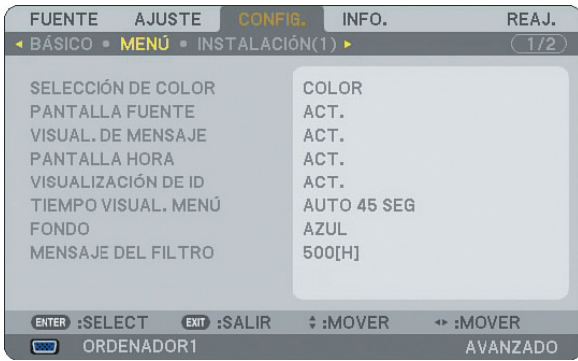 FUENTE AJUSTE CONFIG. INFO. REAJ.
◂ BÁSICO • MENÚ • INSTALACIÓN(1) ▸ 1/2
SELECCIÓN DE COLOR COLOR
PANTALLA FUENTE ACT.
VISUAL. DE MENSAJE ACT.
PANTALLA HORA ACT.
VISUALIZACIÓN DE ID ACT.
TIEMPO VISUAL. MENÚ AUTO 45 SEG
FONDO AZUL
MENSAJE DEL FILTRO 500[H]
ENTER :SELECT EXIT :SALIR :MOVER :MOVER
ORDENADOR1 AVANZADO